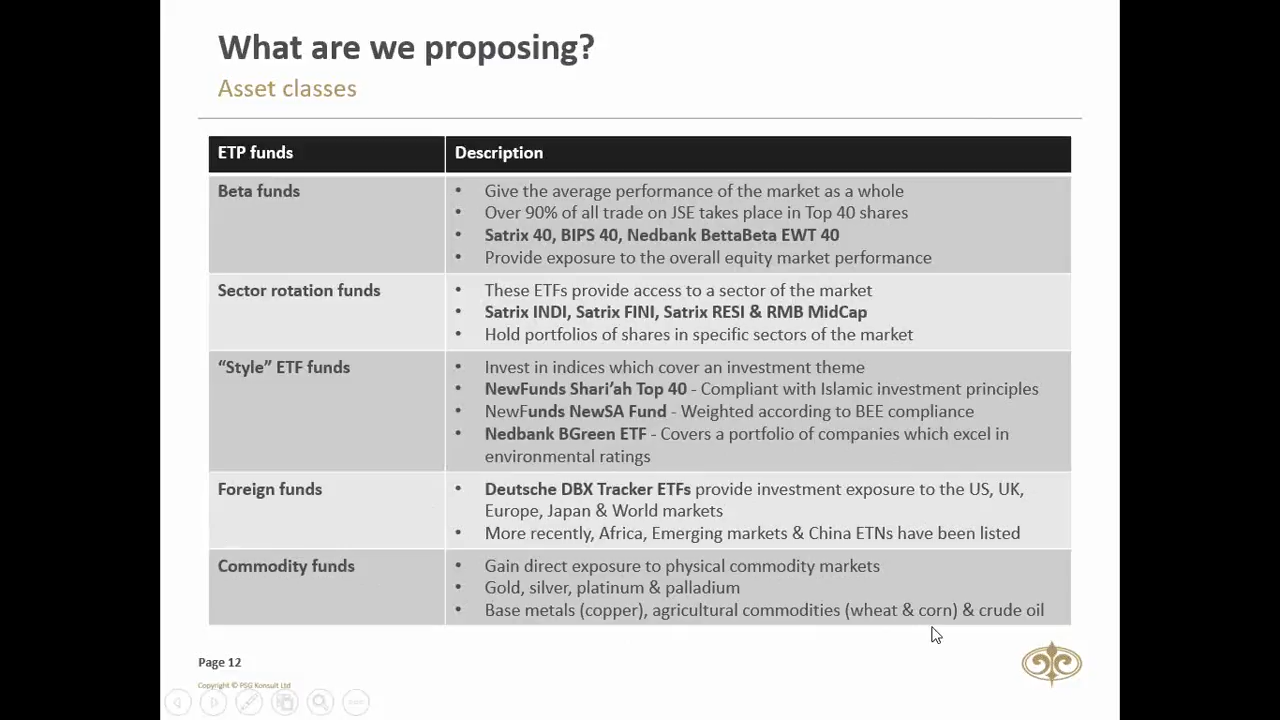 What are we proposing?
Asset classes
ETP funds
Description
Beta funds
• Give the average performance of the market as a whole
• Over 90% of all trade on JSE takes place in Top 40 shares
• Satrix 40, BIPS 40, Nedbank BettaBeta EWT 40
• Provide exposure to the overall equity market performance
Sector rotation funds
• These ETFs provide access to a sector of the market
• Satrix INDI, Satrix FINI, Satrix RESI & RMB MidCap
• Hold portfolios of shares in specific sectors of the market
“Style” ETF funds
• Invest in indices which cover an investment theme
• NewFunds Shari’ah Top 40 - Compliant with Islamic investment principles
• NewFunds NewSA Fund - Weighted according to BEE compliance
• Nedbank BGreen ETF - Covers a portfolio of companies which excel in
environmental ratings
Foreign funds
• Deutsche DBX Tracker ETFs provide investment exposure to the US, UK,
Europe, Japan & World markets
• More recently, Africa, Emerging markets & China ETNs have been listed
Commodity funds
• Gain direct exposure to physical commodity markets
• Gold, silver, platinum & palladium
• Base metals (copper), agricultural commodities (wheat & corn) & crude oil
Page 12
Copyright © PSG Konsult Ltd